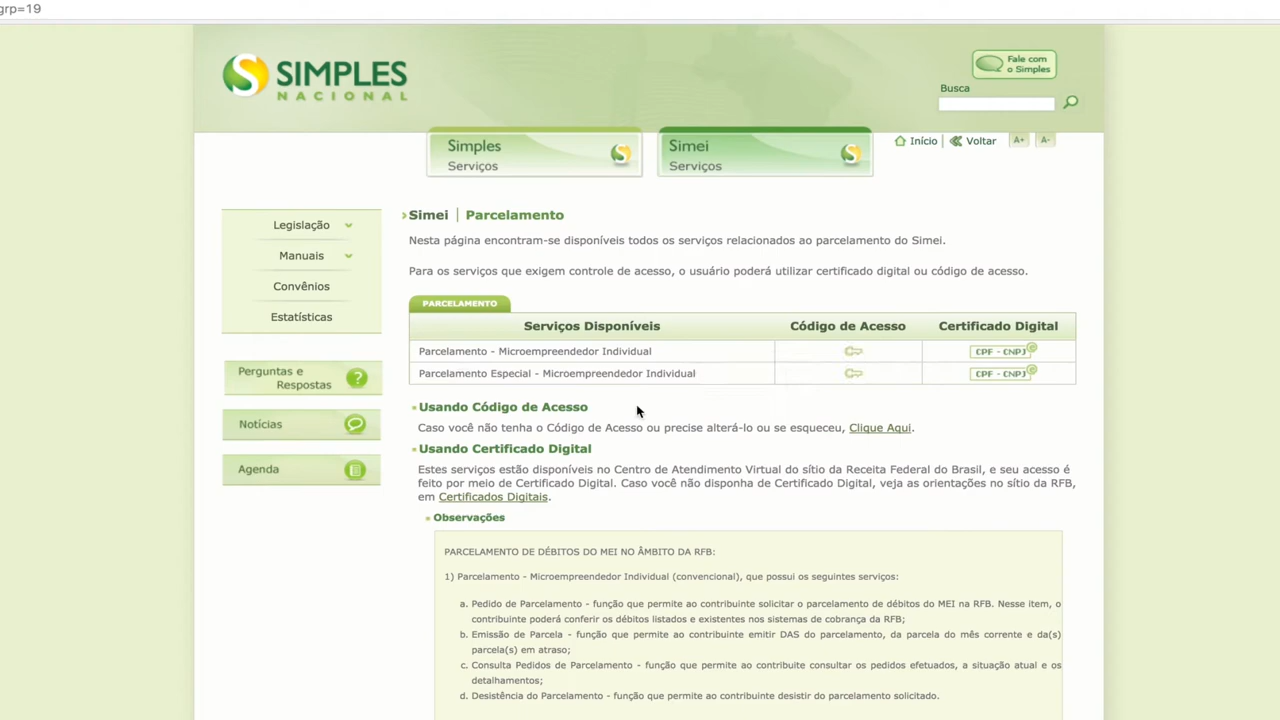 grp=19
SIMPLES
NACIONAL
Fale com
o Simples
Busca
Simples
Serviços
Simei
Serviços
Início
Voltar
A+
A-
Legislação
Manuais
Convênios
Estatísticas
Perguntas e
Respostas
?
Notícias
Agenda
Simei | Parcelamento
Nesta página encontram-se disponíveis todos os serviços relacionados ao parcelamento do Simei.
Para os serviços que exigem controle de acesso, o usuário poderá utilizar certificado digital ou código de acesso.
PARCELAMENTO
Serviços Disponíveis Código de Acesso Certificado Digital
Parcelamento - Microempreendedor Individual CPF - CNPJ
Parcelamento Especial - Microempreendedor Individual CPF - CNPJ
Usando Código de Acesso
Caso você não tenha o Código de Acesso ou precise alterá-lo ou se esqueceu, Clique Aqui.
Usando Certificado Digital
Estes serviços estão disponíveis no Centro de Atendimento Virtual do sítio da Receita Federal do Brasil, e seu acesso é
feito por meio de Certificado Digital. Caso você não disponha de Certificado Digital, veja as orientações no sítio da RFB,
em Certificados Digitais.
Observações
PARCELAMENTO DE DÉBITOS DO MEI NO ÂMBITO DA RFB:
1) Parcelamento - Microempreendedor Individual (convencional), que possui os seguintes serviços:
a. Pedido de Parcelamento - função que permite ao contribuinte solicitar o parcelamento de débitos do MEI na RFB. Nesse item, o
contribuinte poderá conferir os débitos listados e existentes nos sistemas de cobrança da RFB;
b. Emissão de Parcela - função que permite ao contribuinte emitir DAS do parcelamento, da parcela do mês corrente e da(s)
parcela(s) em atraso;
c. Consulta Pedidos de Parcelamento - função que permite ao contribuite consultar os pedidos efetuados, a situação atual e os
detalhamentos;
d. Desistência do Parcelamento - função que permite ao contribuinte desistir do parcelamento solicitado.